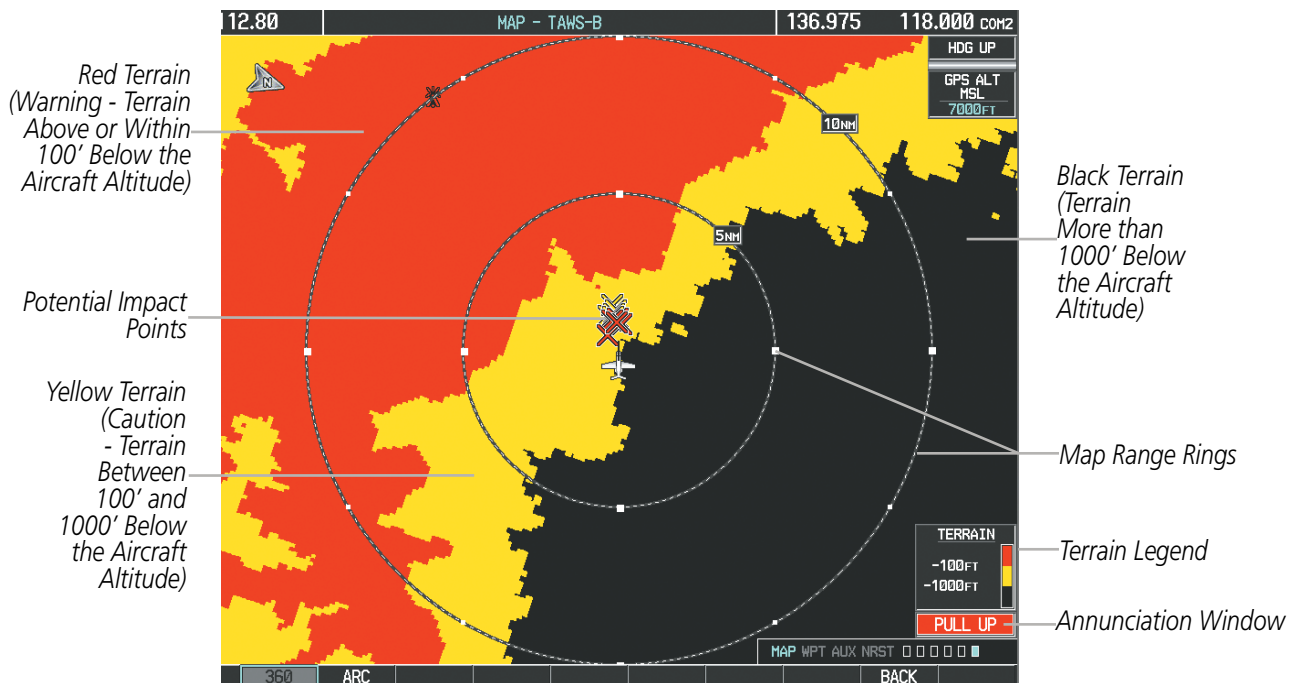 112.80 MAP - TAWS-B 136.975 118.000 COM2
HDG UP
GPS ALT
MSL
7000FT
N
10NM
5NM
Red Terrain
(Warning - Terrain
Above or Within
100' Below the
Aircraft Altitude)
Potential Impact
Points
Yellow Terrain
(Caution
- Terrain
Between
100' and
1000' Below
the Aircraft
Altitude)
Black Terrain
(Terrain
More than
1000' Below
the Aircraft
Altitude)
Map Range Rings
TERRAIN
-100FT
-1000FT
Terrain Legend
PULL UP
Annunciation Window
MAP WPT AUX NRST
360 ARC BACK